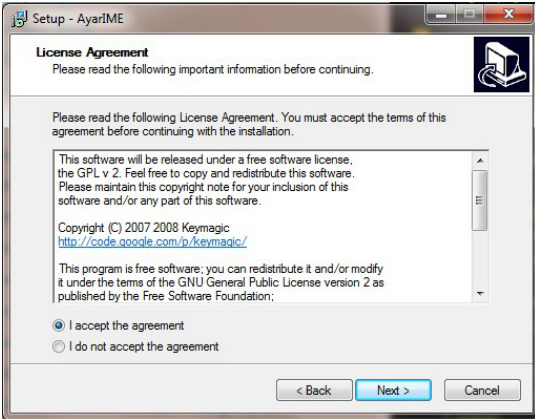 Setup - AyarIME
License Agreement
Please read the following important information before continuing.
Please read the following License Agreement. You must accept the terms of this
agreement before continuing with the installation.
This software will be released under a free software license,
the GPL v 2. Feel free to copy and redistribute this software.
Please maintain this copyright note for your inclusion of this
software and/or any part of this software.
Copyright (C) 2007 2008 Keymagic
http://code.google.com/p/keymagic/
This program is free software; you can redistribute it and/or modify
it under the terms of the GNU General Public License version 2 as
published by the Free Software Foundation;
I accept the agreement
I do not accept the agreement
< Back Next > Cancel